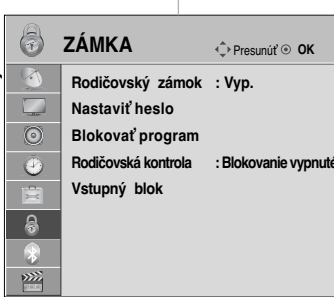 ZÁMKA
Presunúť OK
Rodičovský zámok : Vyp.
Nastaviť heslo
Blokovať program
Rodičovská kontrola : Blokovanie vypnuté
Vstupný blok